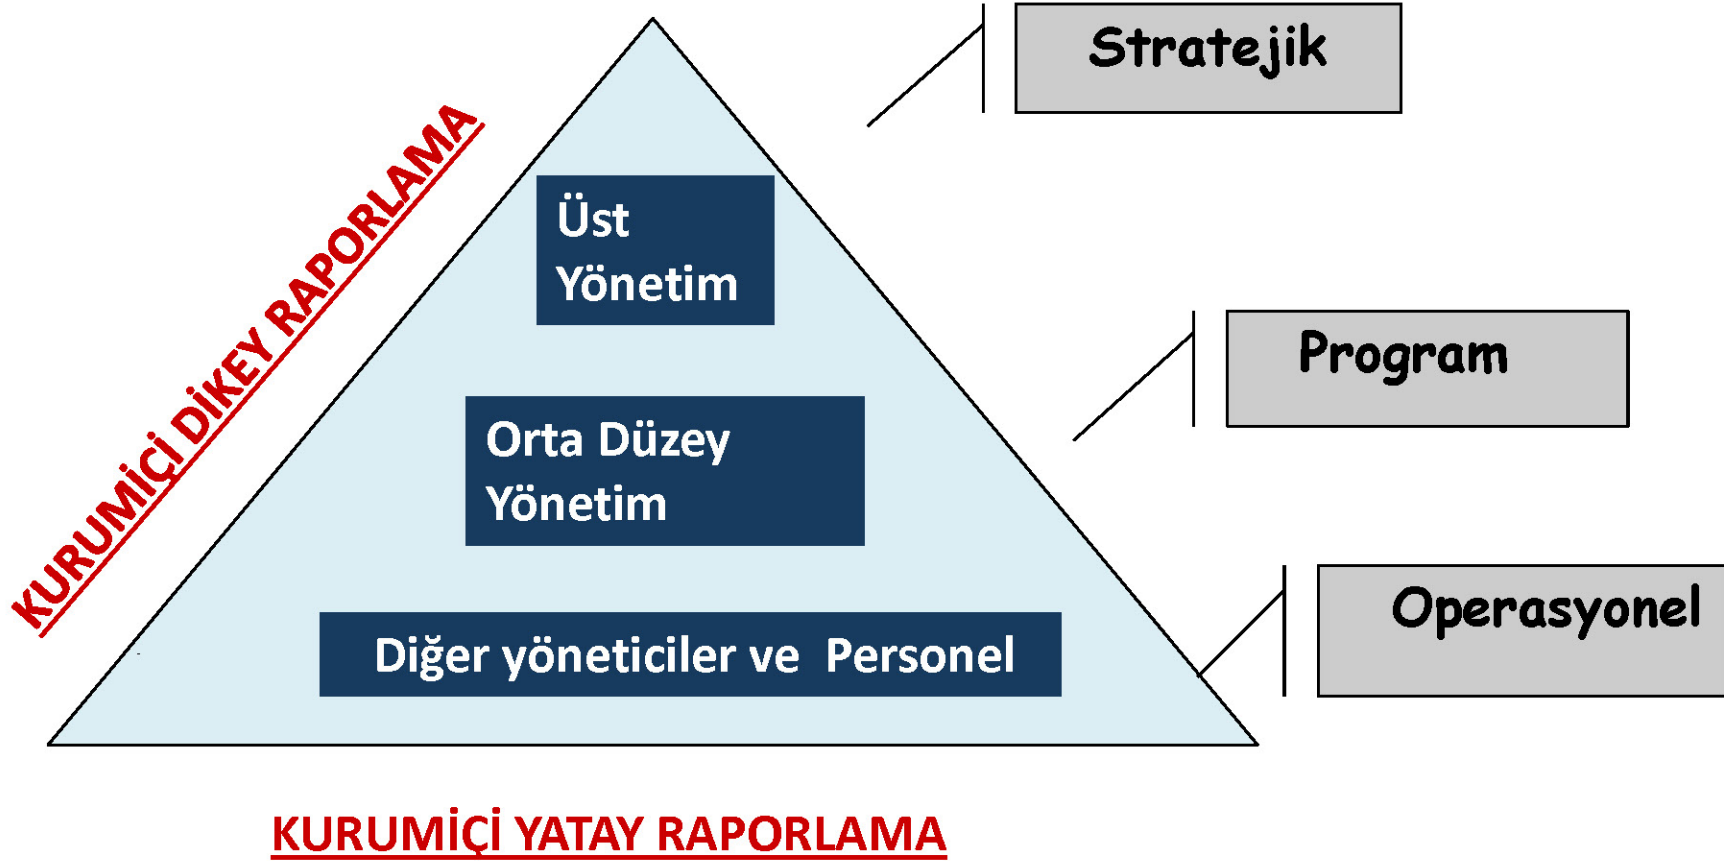 Stratejik
KURUMİÇİ DİKEY RAPORLAMA
Üst
Yönetim
Program
Orta Düzey
Yönetim
Operasyonel
Diğer yöneticiler ve Personel
KURUMİÇİ YATAY RAPORLAMA